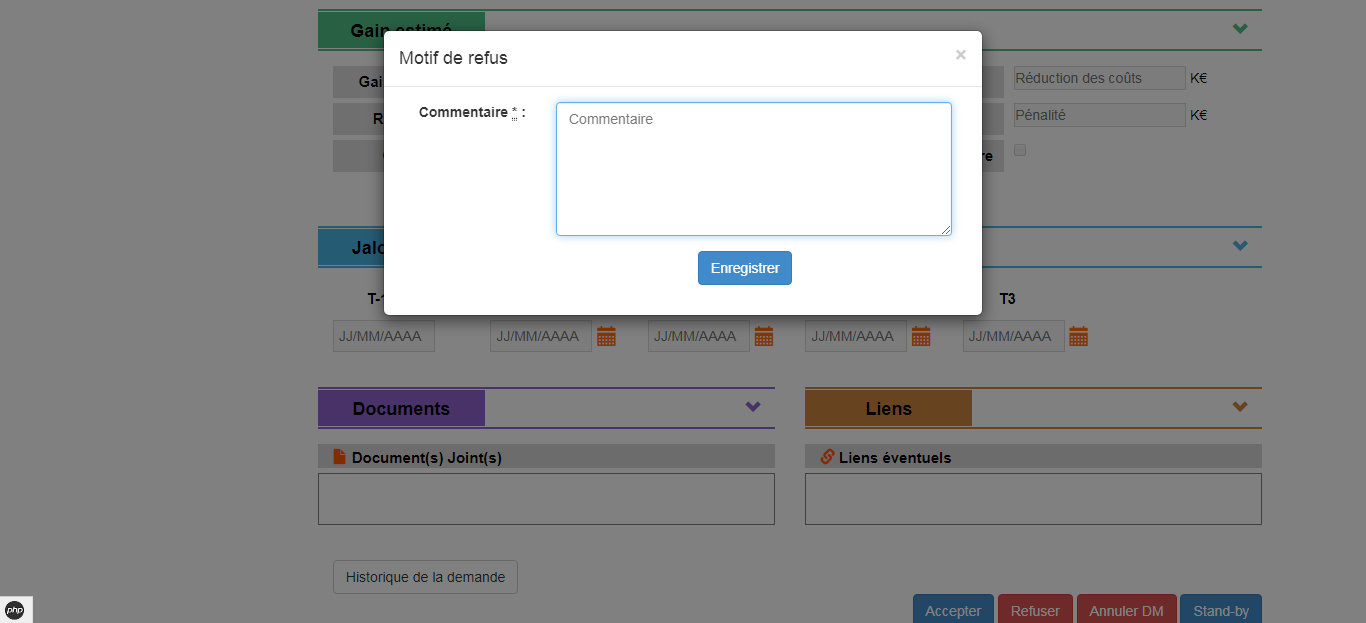 Gain estimé
Motif de refus
×
Gai
Réduction des coûts K€
Commentaire * :
Commentaire
R
Pénalité K€
re
Jalo
Enregistrer
T-1
T3
JJ/MM/AAAA JJ/MM/AAAA JJ/MM/AAAA JJ/MM/AAAA JJ/MM/AAAA
Documents
Liens
Document(s) Joint(s)
Liens éventuels
Historique de la demande
Accepter Refuser Annuler DM Stand-by
php